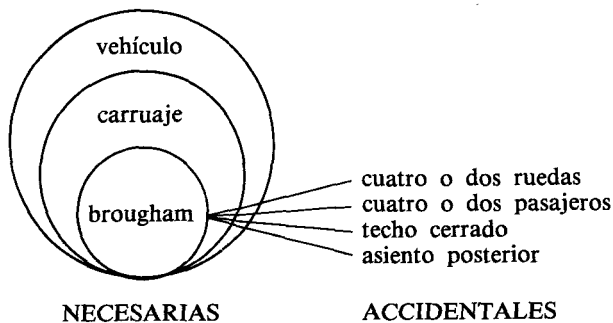 vehículo
carruaje
brougham
cuatro o dos ruedas
cuatro o dos pasajeros
techo cerrado
asiento posterior
NECESARIAS
ACCIDENTALES